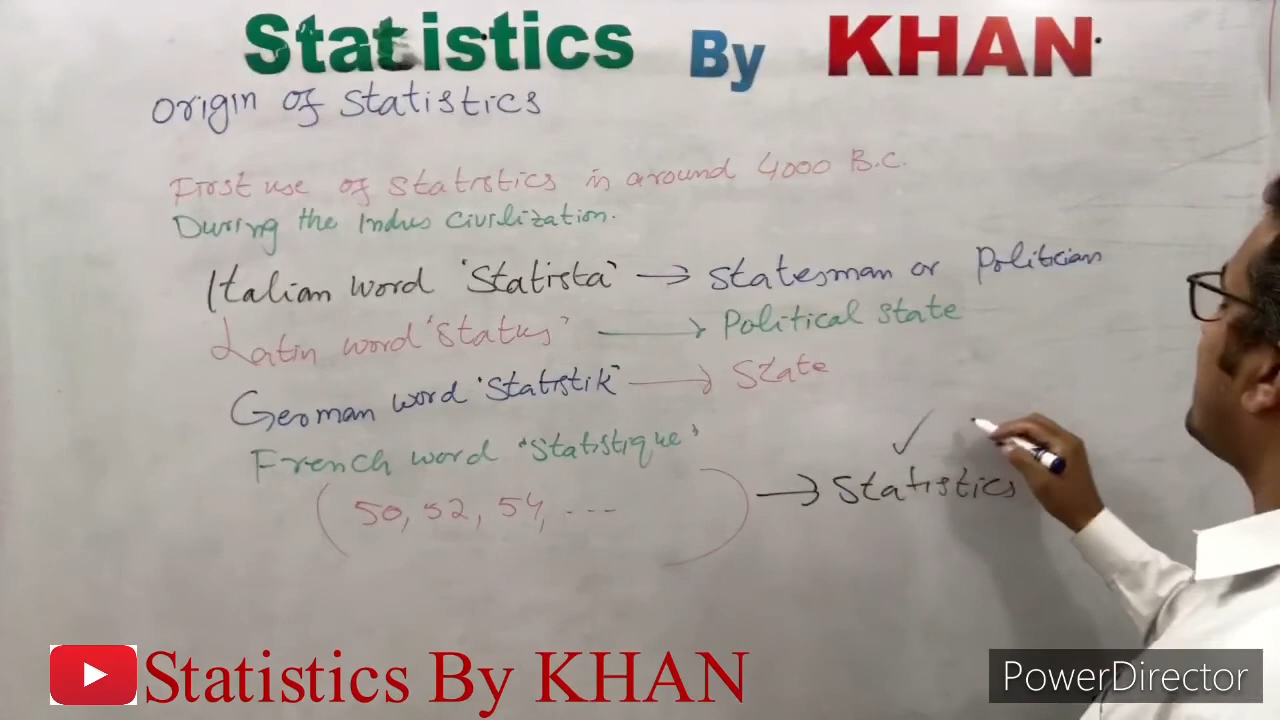 Statistics By KHAN
Origin of Statistics
First use of Statistics is around 4000 B.C.
During the Indus Civilization.
Italian word 'Statista' → Statesman or Politician
Latin word 'Status' → Political State
German word 'Statistik' → State
French word 'Statistique'
(50, 52, 54, ---) → Statistics
Statistics By KHAN
PowerDirector